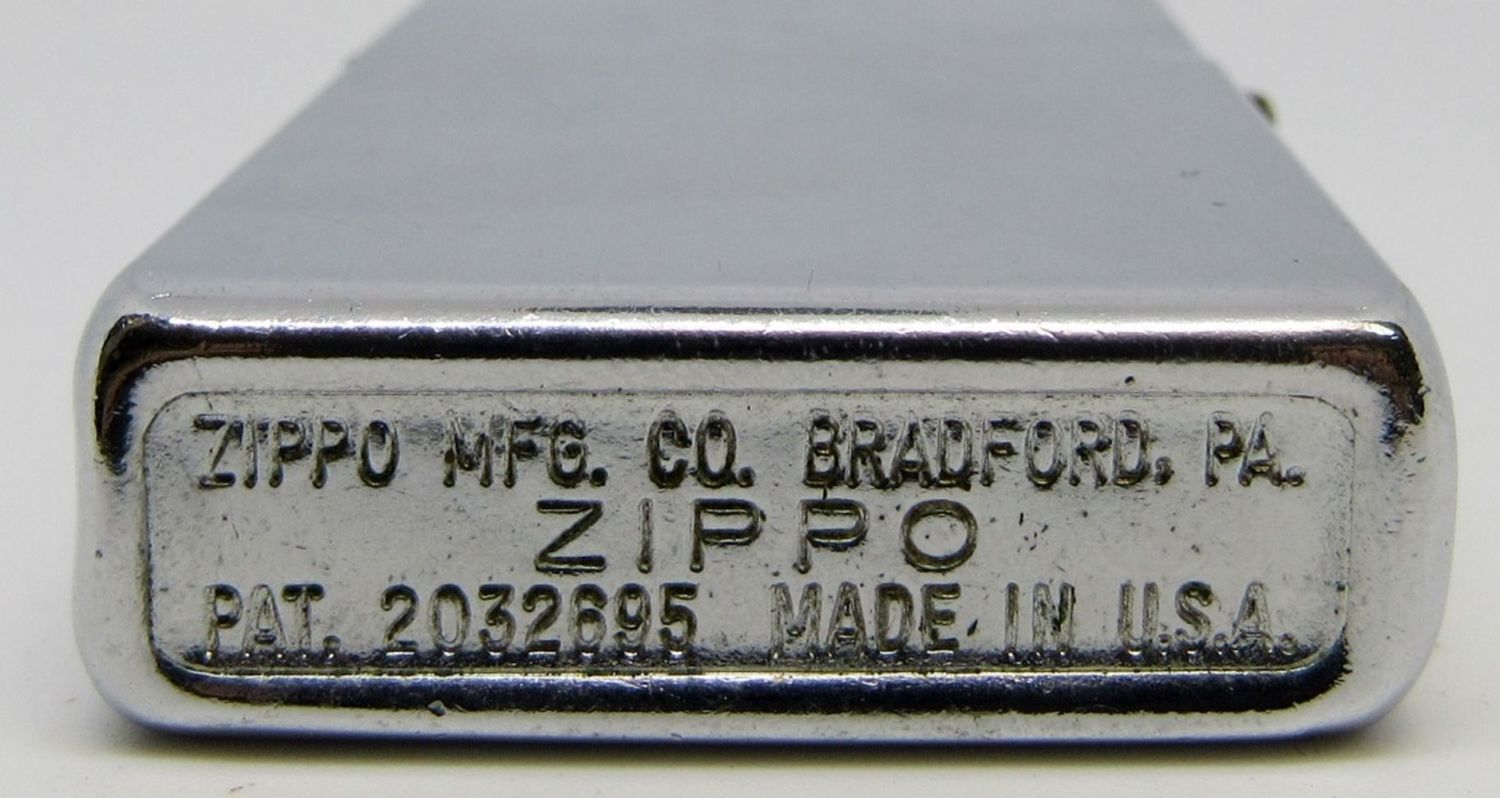 ZIPPO MFG. CO. BRADFORD, PA.
ZIPPO
PAT. 2032695 MADE IN U.S.A.